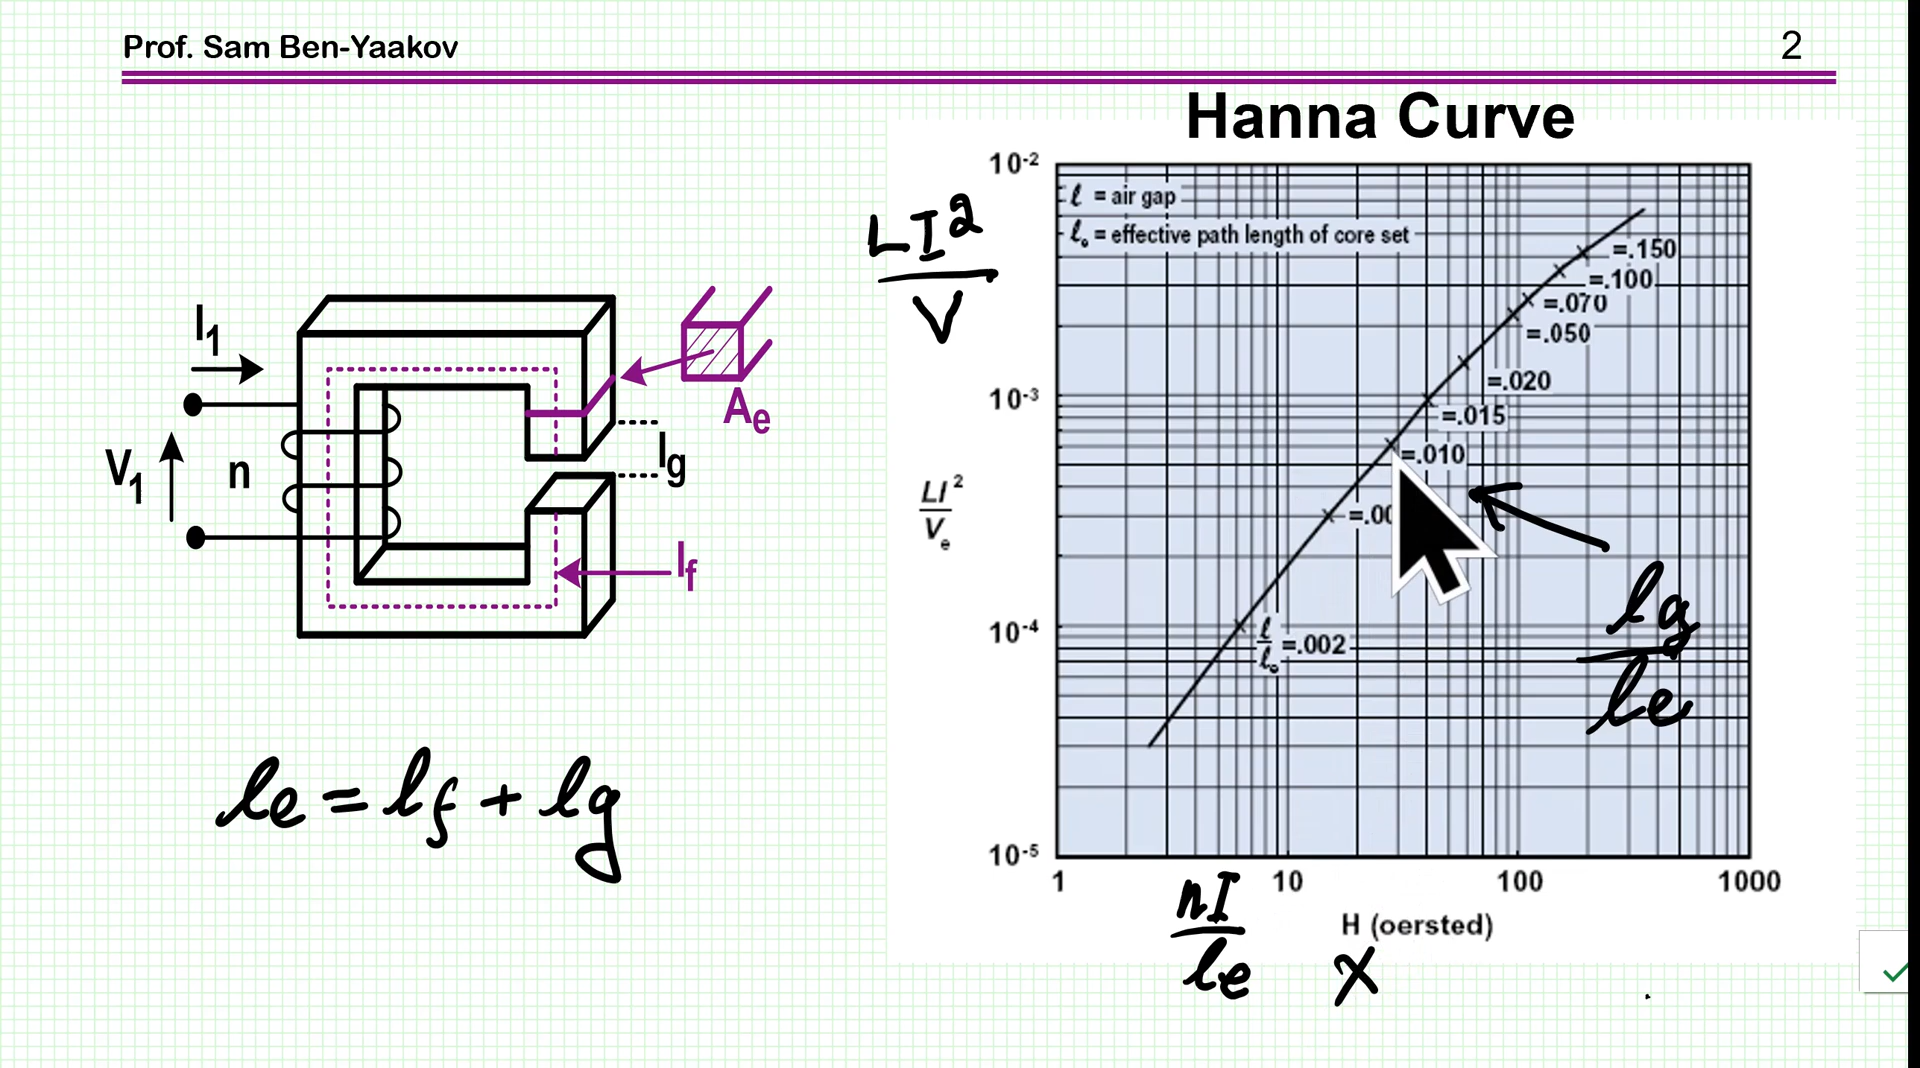 Prof. Sam Ben-Yaakov
2
Hanna Curve
I1
V1
n
Ae
lg
lf
le = lf + lg
LI²
V
LI²
Ve
10⁻²
10⁻³
10⁻⁴
10⁻⁵
ℓ = air gap
ℓe = effective path length of core set
=.150
=.100
=.070
=.050
=.020
=.015
=.010
=.00
ℓ
ℓe
=.002
lg
le
1
10
100
1000
H (oersted)
nI
le
X